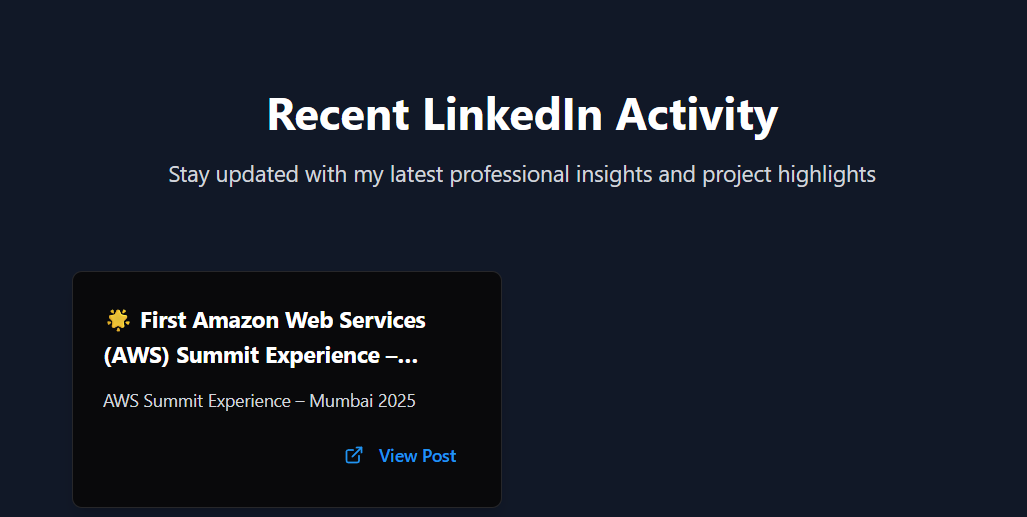 Recent LinkedIn Activity
Stay updated with my latest professional insights and project highlights
🌟 First Amazon Web Services
(AWS) Summit Experience –...
AWS Summit Experience – Mumbai 2025
View Post